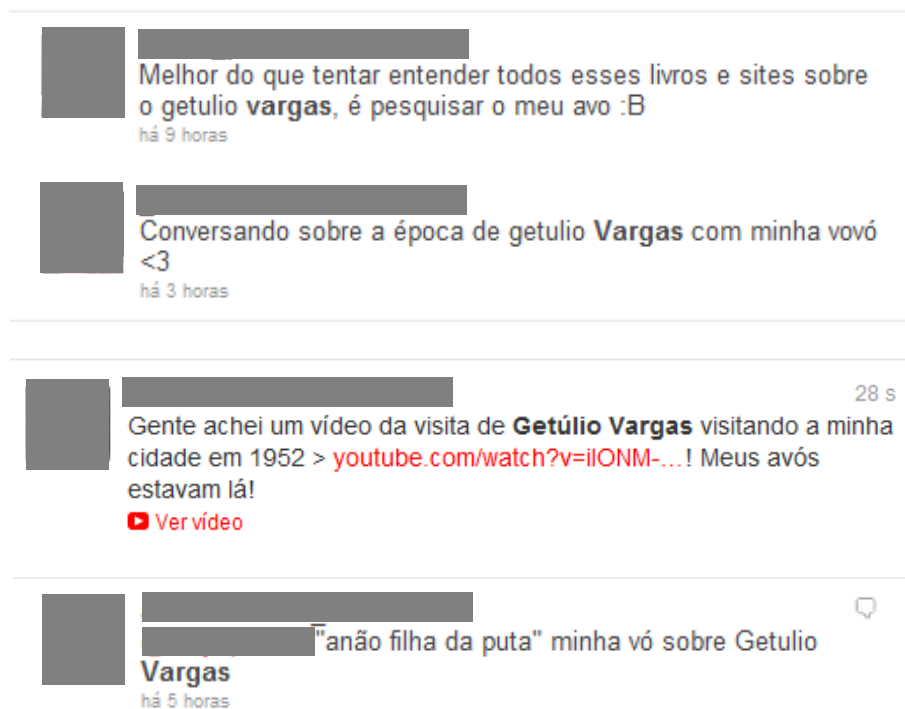 Melhor do que tentar entender todos esses livros e sites sobre
o getulio vargas, é pesquisar o meu avo :B
há 9 horas
Conversando sobre a época de getulio Vargas com minha vovó
<3
há 3 horas
28 s
Gente achei um vídeo da visita de Getúlio Vargas visitando a minha
cidade em 1952 > youtube.com/watch?v=ilONM-...! Meus avós
estavam lá!
Ver vídeo
"anão filha da puta" minha vó sobre Getulio
Vargas
há 5 horas